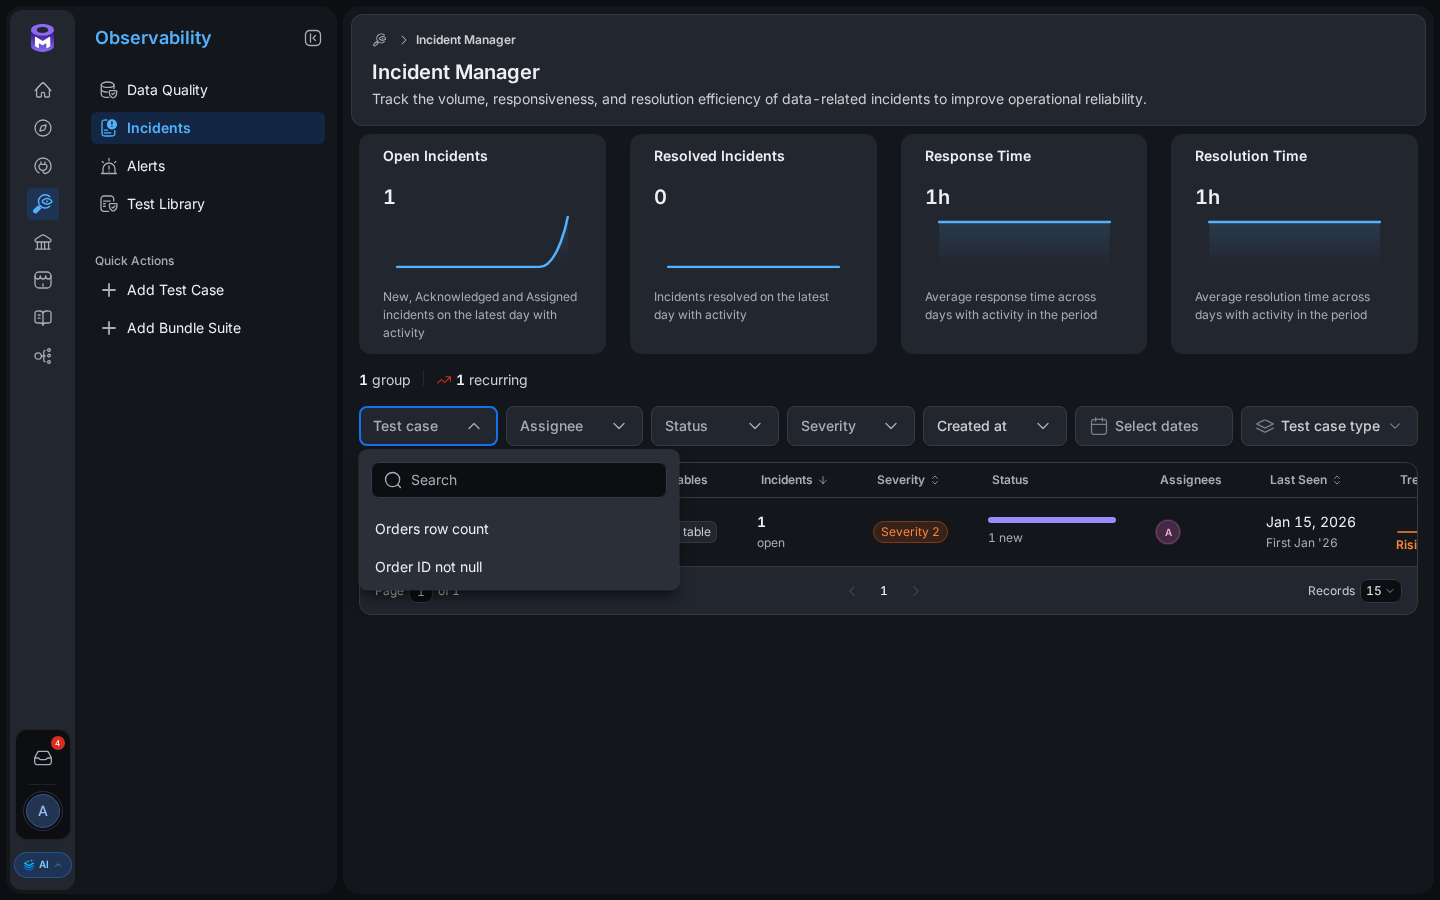 Observability
Data Quality
Incidents
Alerts
Test Library
Quick Actions
Add Test Case
Add Bundle Suite
4
A
AI
Incident Manager
Incident Manager
Track the volume, responsiveness, and resolution efficiency of data-related incidents to improve operational reliability.
Open Incidents
1
New, Acknowledged and Assigned
incidents on the latest day with
activity
Resolved Incidents
0
Incidents resolved on the latest
day with activity
Response Time
1h
Average response time across
days with activity in the period
Resolution Time
1h
Average resolution time across
days with activity in the period
1 group
1 recurring
Test case
Assignee
Status
Severity
Created at
Select dates
Test case type
Search
Orders row count
Order ID not null
ables
Incidents
Severity
Status
Assignees
Last Seen
Tre
table
1
open
Severity 2
1 new
A
Jan 15, 2026
First Jan '26
Risi
Page 1 of 1
1
Records 15